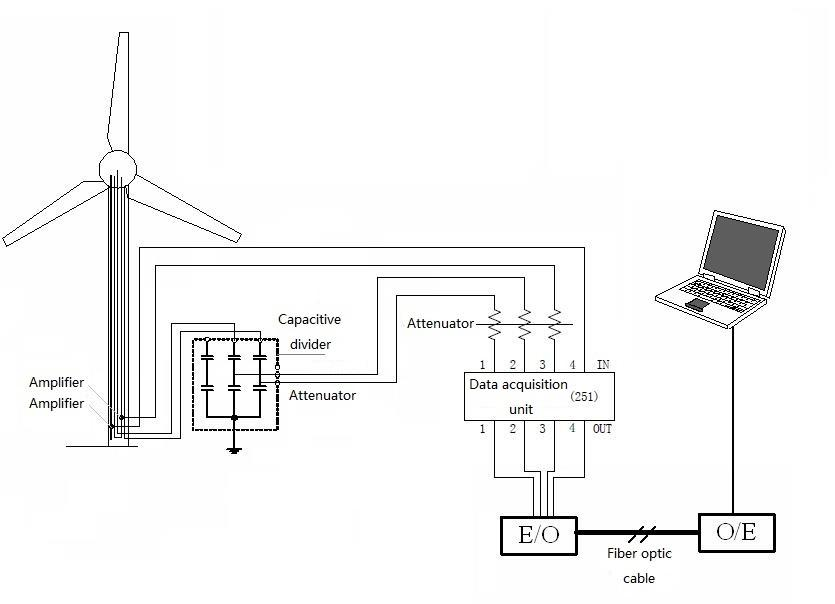 Capacitive
divider
Attenuator
Amplifier
Amplifier
Attenuator
1 2 3 4 IN
Data acquisition
unit (251)
1 2 3 4 OUT
E/O
O/E
Fiber optic
cable